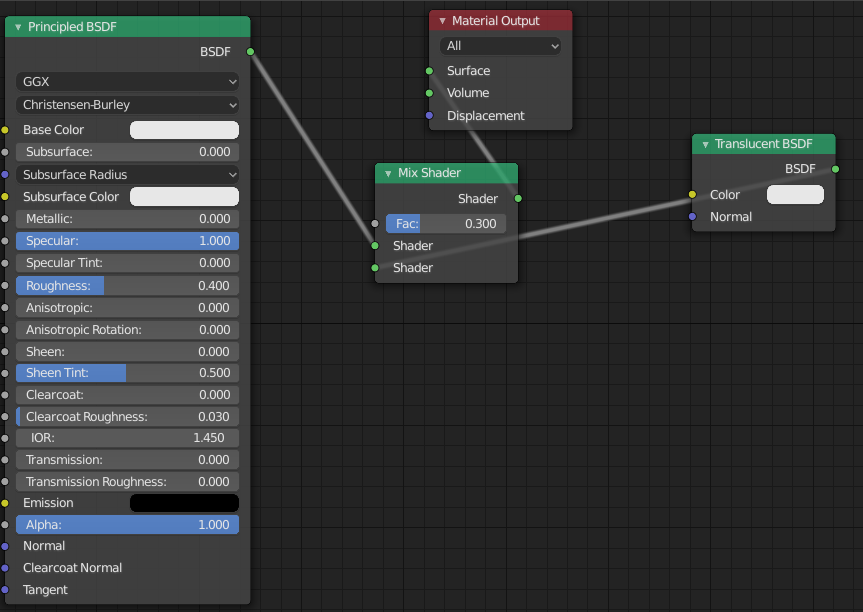 Principled BSDF
BSDF
GGX
Christensen-Burley
Base Color
Subsurface: 0.000
Subsurface Radius
Subsurface Color
Metallic: 0.000
Specular: 1.000
Specular Tint: 0.000
Roughness: 0.400
Anisotropic: 0.000
Anisotropic Rotation: 0.000
Sheen: 0.000
Sheen Tint: 0.500
Clearcoat: 0.000
Clearcoat Roughness: 0.030
IOR: 1.450
Transmission: 0.000
Transmission Roughness: 0.000
Emission
Alpha: 1.000
Normal
Clearcoat Normal
Tangent
Material Output
All
Surface
Volume
Displacement
Mix Shader
Shader
Fac: 0.300
Shader
Shader
Translucent BSDF
BSDF
Color
Normal